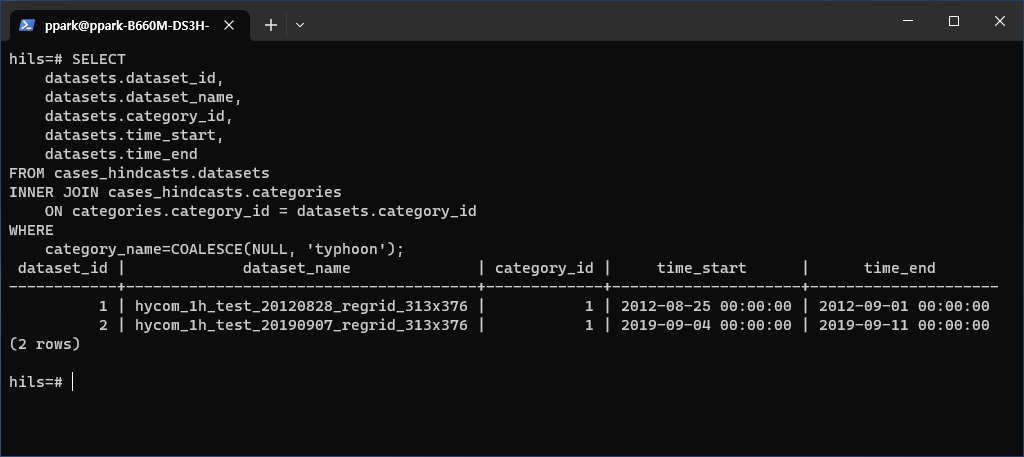 ppark@ppark-B660M-DS3H-
hils=# SELECT
    datasets.dataset_id,
    datasets.dataset_name,
    datasets.category_id,
    datasets.time_start,
    datasets.time_end
FROM cases_hindcasts.datasets
INNER JOIN cases_hindcasts.categories
    ON categories.category_id = datasets.category_id
WHERE
    category_name=COALESCE(NULL, 'typhoon');
 dataset_id |             dataset_name              | category_id |     time_start      |      time_end
------------+---------------------------------------+-------------+---------------------+---------------------
          1 | hycom_1h_test_20120828_regrid_313x376 |           1 | 2012-08-25 00:00:00 | 2012-09-01 00:00:00
          2 | hycom_1h_test_20190907_regrid_313x376 |           1 | 2019-09-04 00:00:00 | 2019-09-11 00:00:00
(2 rows)
hils=#